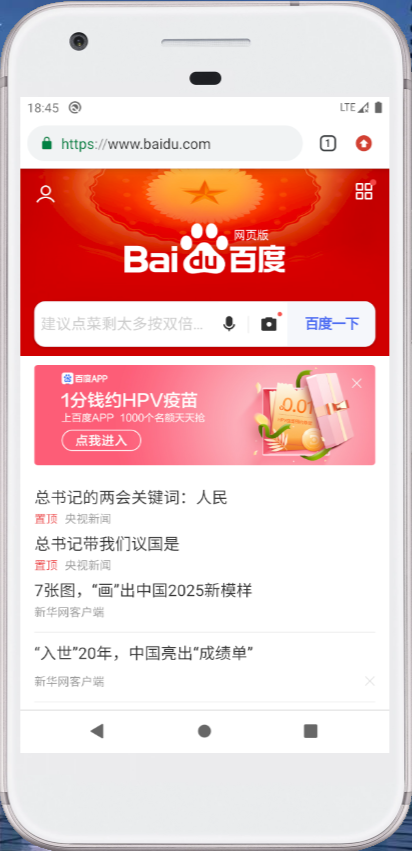 18:45
LTE
https://www.baidu.com
1
网页版
Bai du 百度
建议点菜剩太多按双倍...
百度一下
百度APP
1分钱约HPV疫苗
上百度APP 1000个名额天天抢
点我进入
0.01
总书记的两会关键词：人民
置顶 央视新闻
总书记带我们议国是
置顶 央视新闻
7张图，“画”出中国2025新模样
新华网客户端
“入世”20年，中国亮出“成绩单”
新华网客户端